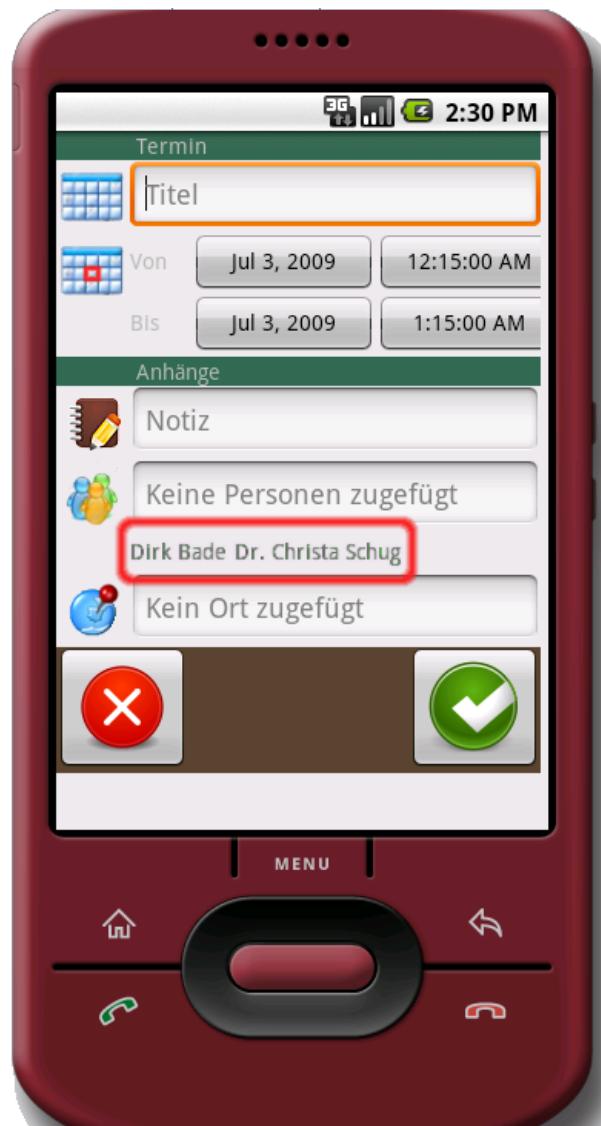 3G 2:30 PM
Termin
Titel
Von Jul 3, 2009 12:15:00 AM
Bis Jul 3, 2009 1:15:00 AM
Anhänge
Notiz
Keine Personen zugefügt
Dirk Bade Dr. Christa Schug
Kein Ort zugefügt
MENU